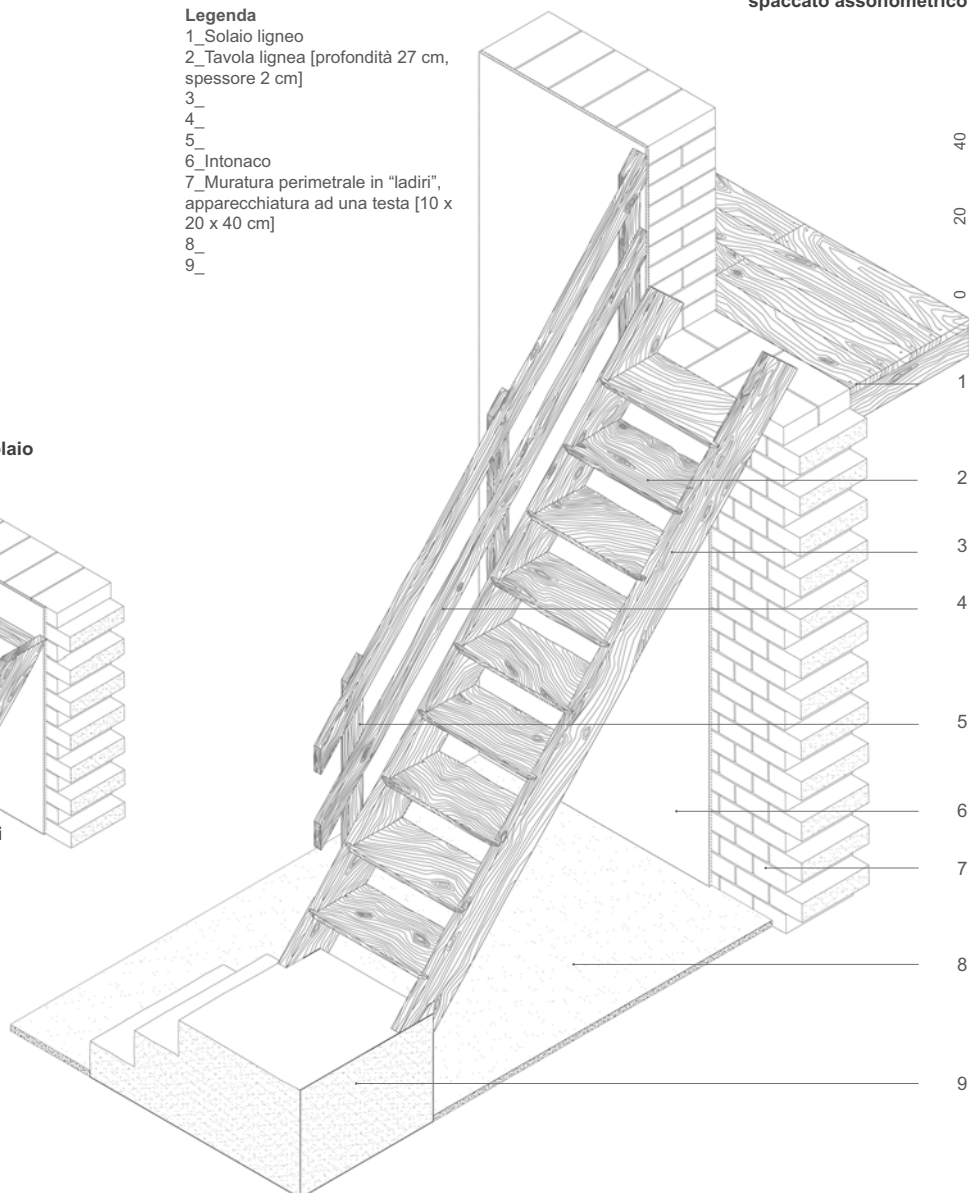 spaccato assonometrico
Legenda
1_Solaio ligneo
2_Tavola lignea [profondità 27 cm,
spessore 2 cm]
3_
4_
5_
6_Intonaco
7_Muratura perimetrale in “ladiri”,
apparecchiatura ad una testa [10 x
20 x 40 cm]
8_
9_
40
20
0
1
2
3
4
5
6
7
8
9